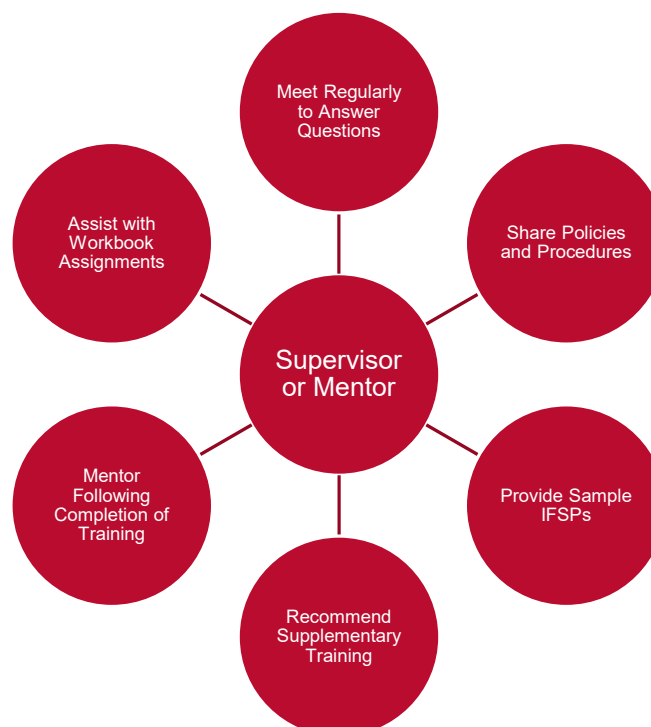 Meet Regularly
to Answer
Questions
Share Policies
and Procedures
Provide Sample
IFSPs
Recommend
Supplementary
Training
Mentor
Following
Completion of
Training
Assist with
Workbook
Assignments
Supervisor
or Mentor